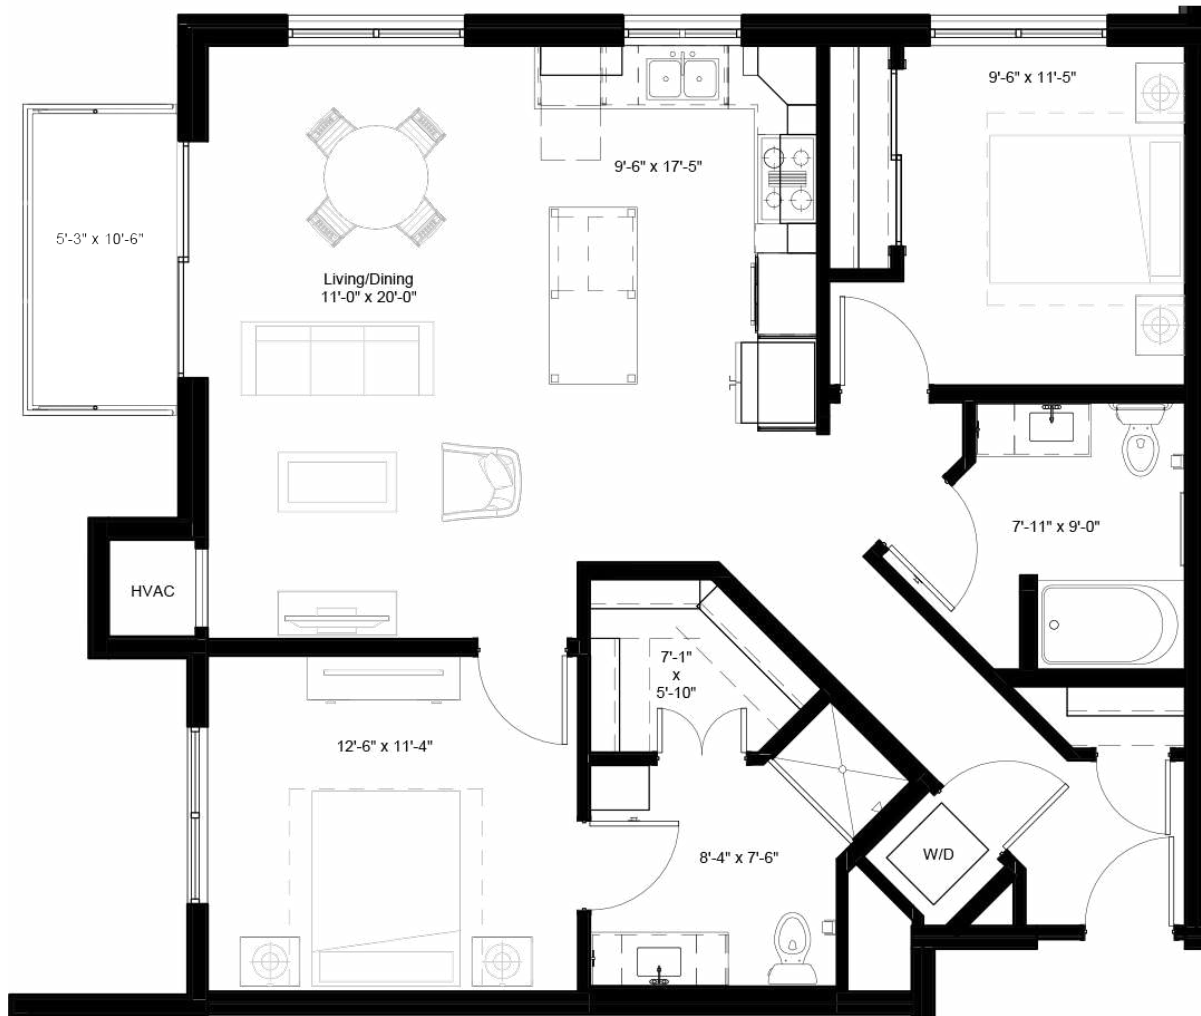 9'-6" x 11'-5"
9'-6" x 17'-5"
5'-3" x 10'-6"
Living/Dining
11'-0" x 20'-0"
7'-11" x 9'-0"
HVAC
7'-1"
x
5'-10"
12'-6" x 11'-4"
8'-4" x 7'-6"
W/D